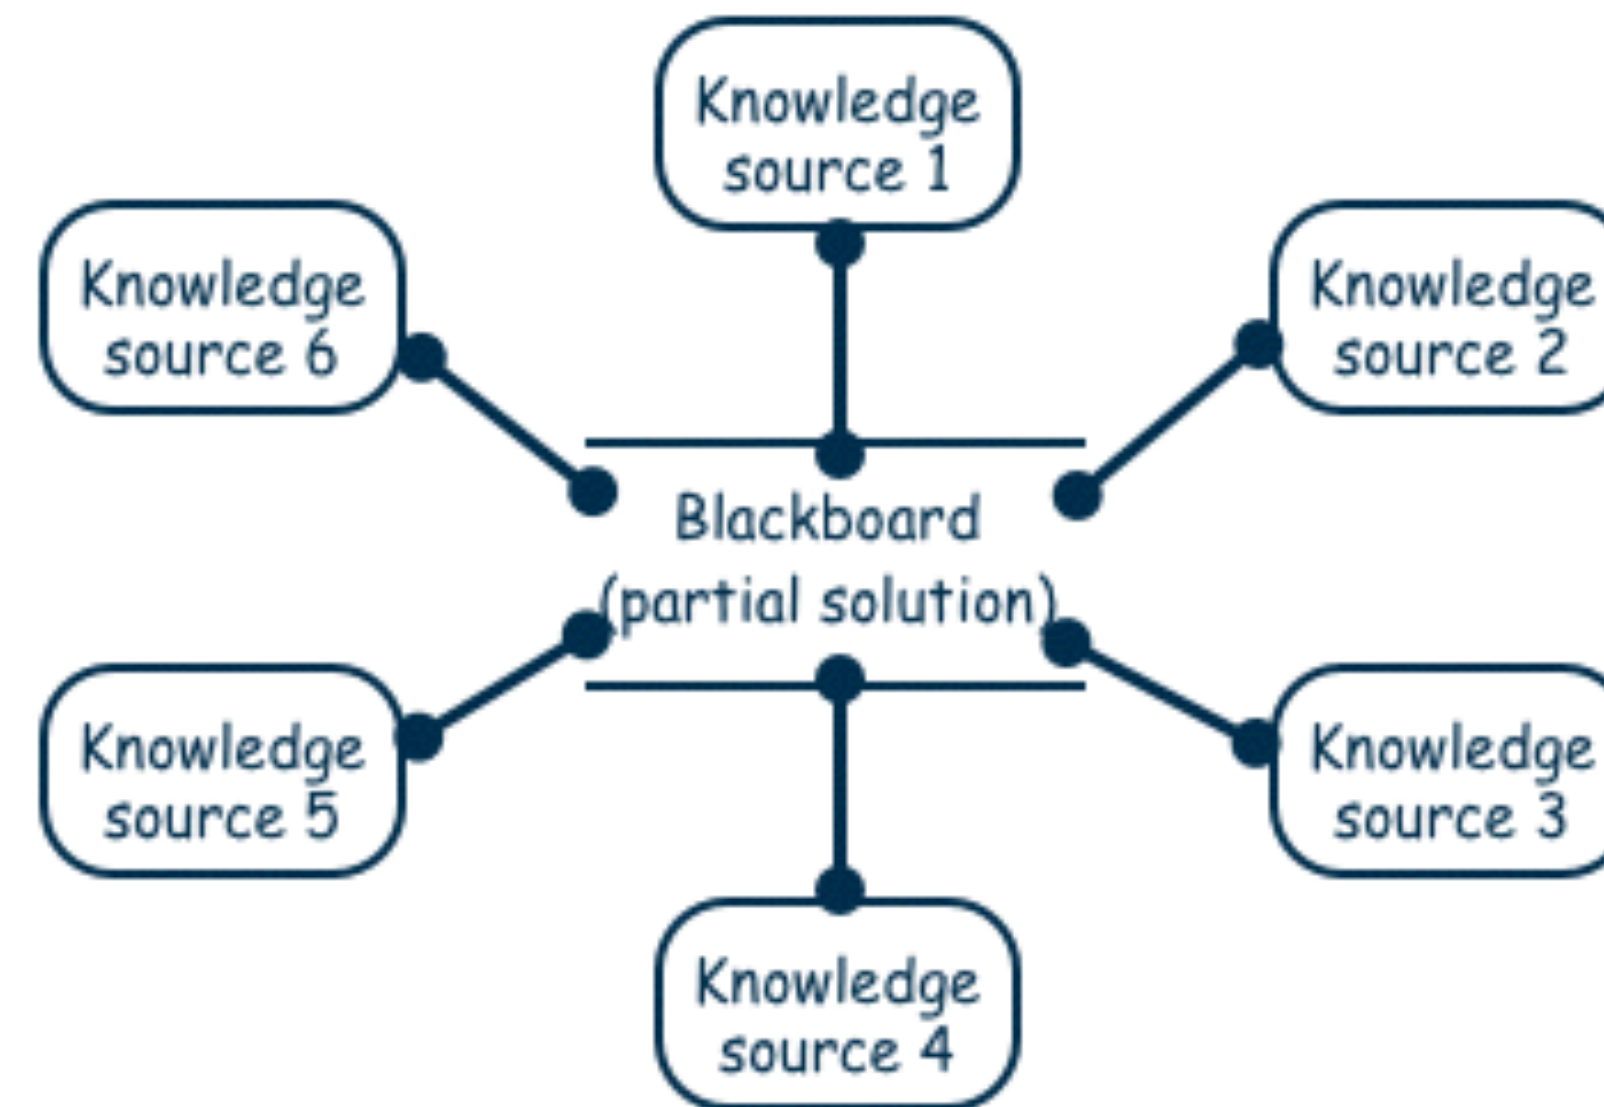 Knowledge
source 1
Knowledge
source 6
Knowledge
source 2
Blackboard
(partial solution)
Knowledge
source 5
Knowledge
source 3
Knowledge
source 4